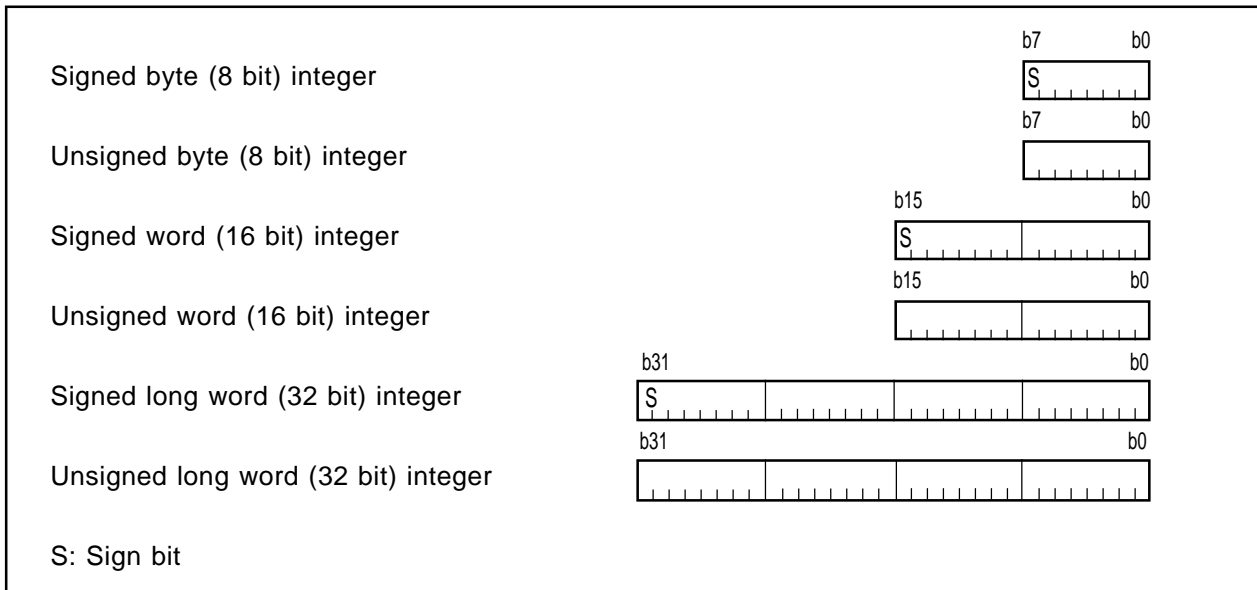 b7 b0
Signed byte (8 bit) integer
S
b7 b0
Unsigned byte (8 bit) integer
b15 b0
Signed word (16 bit) integer
S
b15 b0
Unsigned word (16 bit) integer
b31 b0
Signed long word (32 bit) integer
S
b31 b0
Unsigned long word (32 bit) integer
S: Sign bit